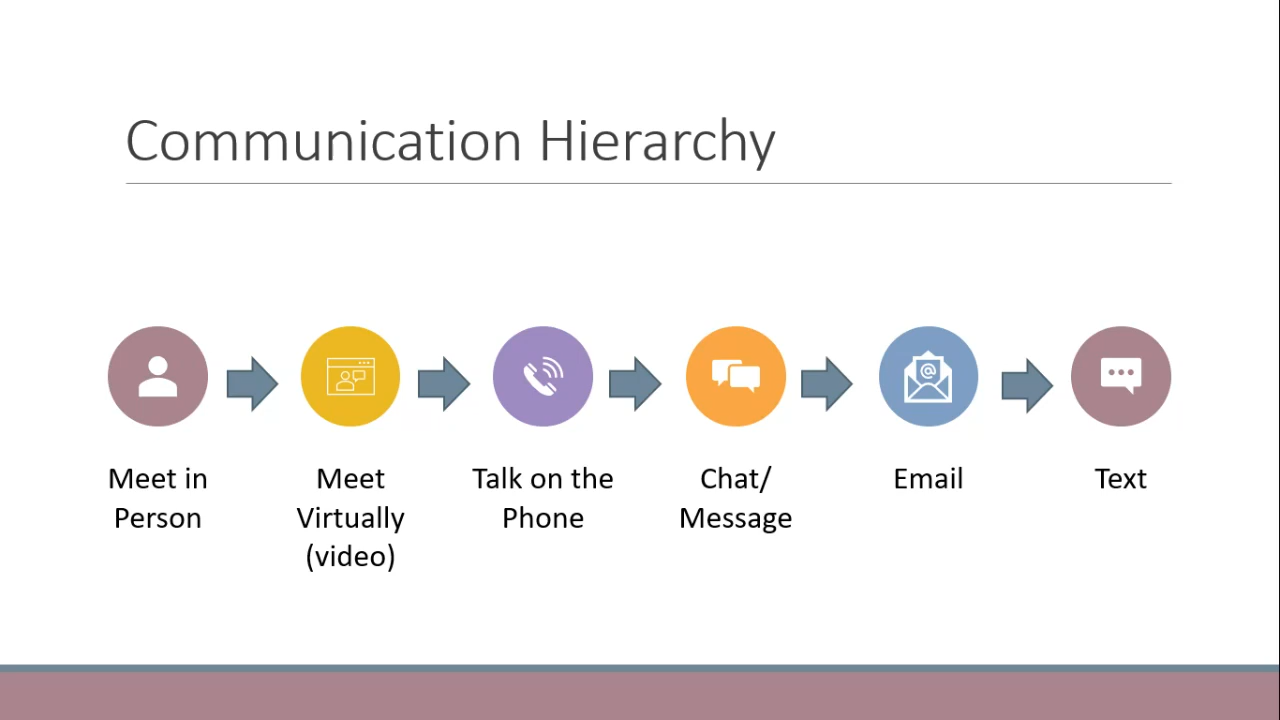 Communication Hierarchy
Meet in
Person
Meet
Virtually
(video)
Talk on the
Phone
Chat/
Message
@
Email
Text